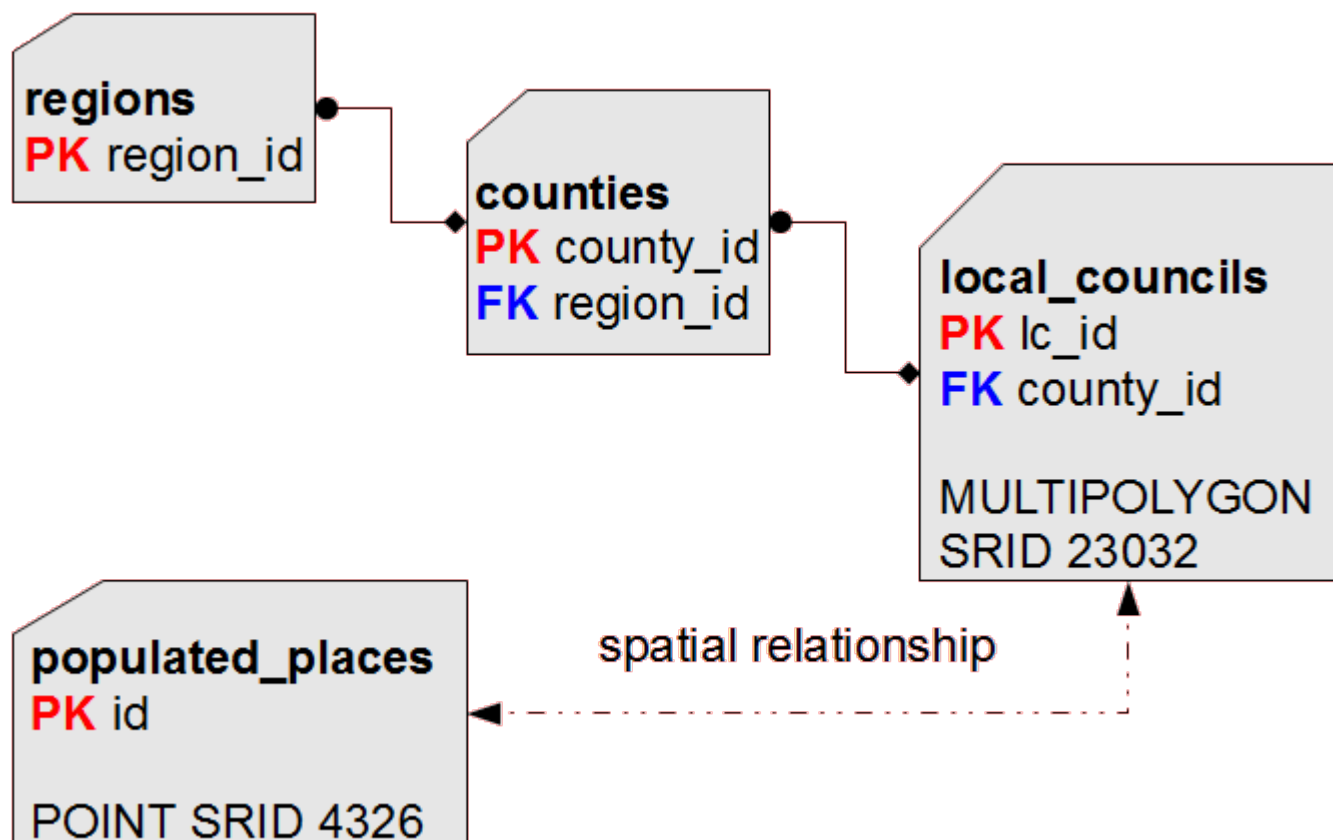 regions
PK region_id
counties
PK county_id
FK region_id
local_councils
PK lc_id
FK county_id
MULTIPOLYGON
SRID 23032
spatial relationship
populated_places
PK id
POINT SRID 4326